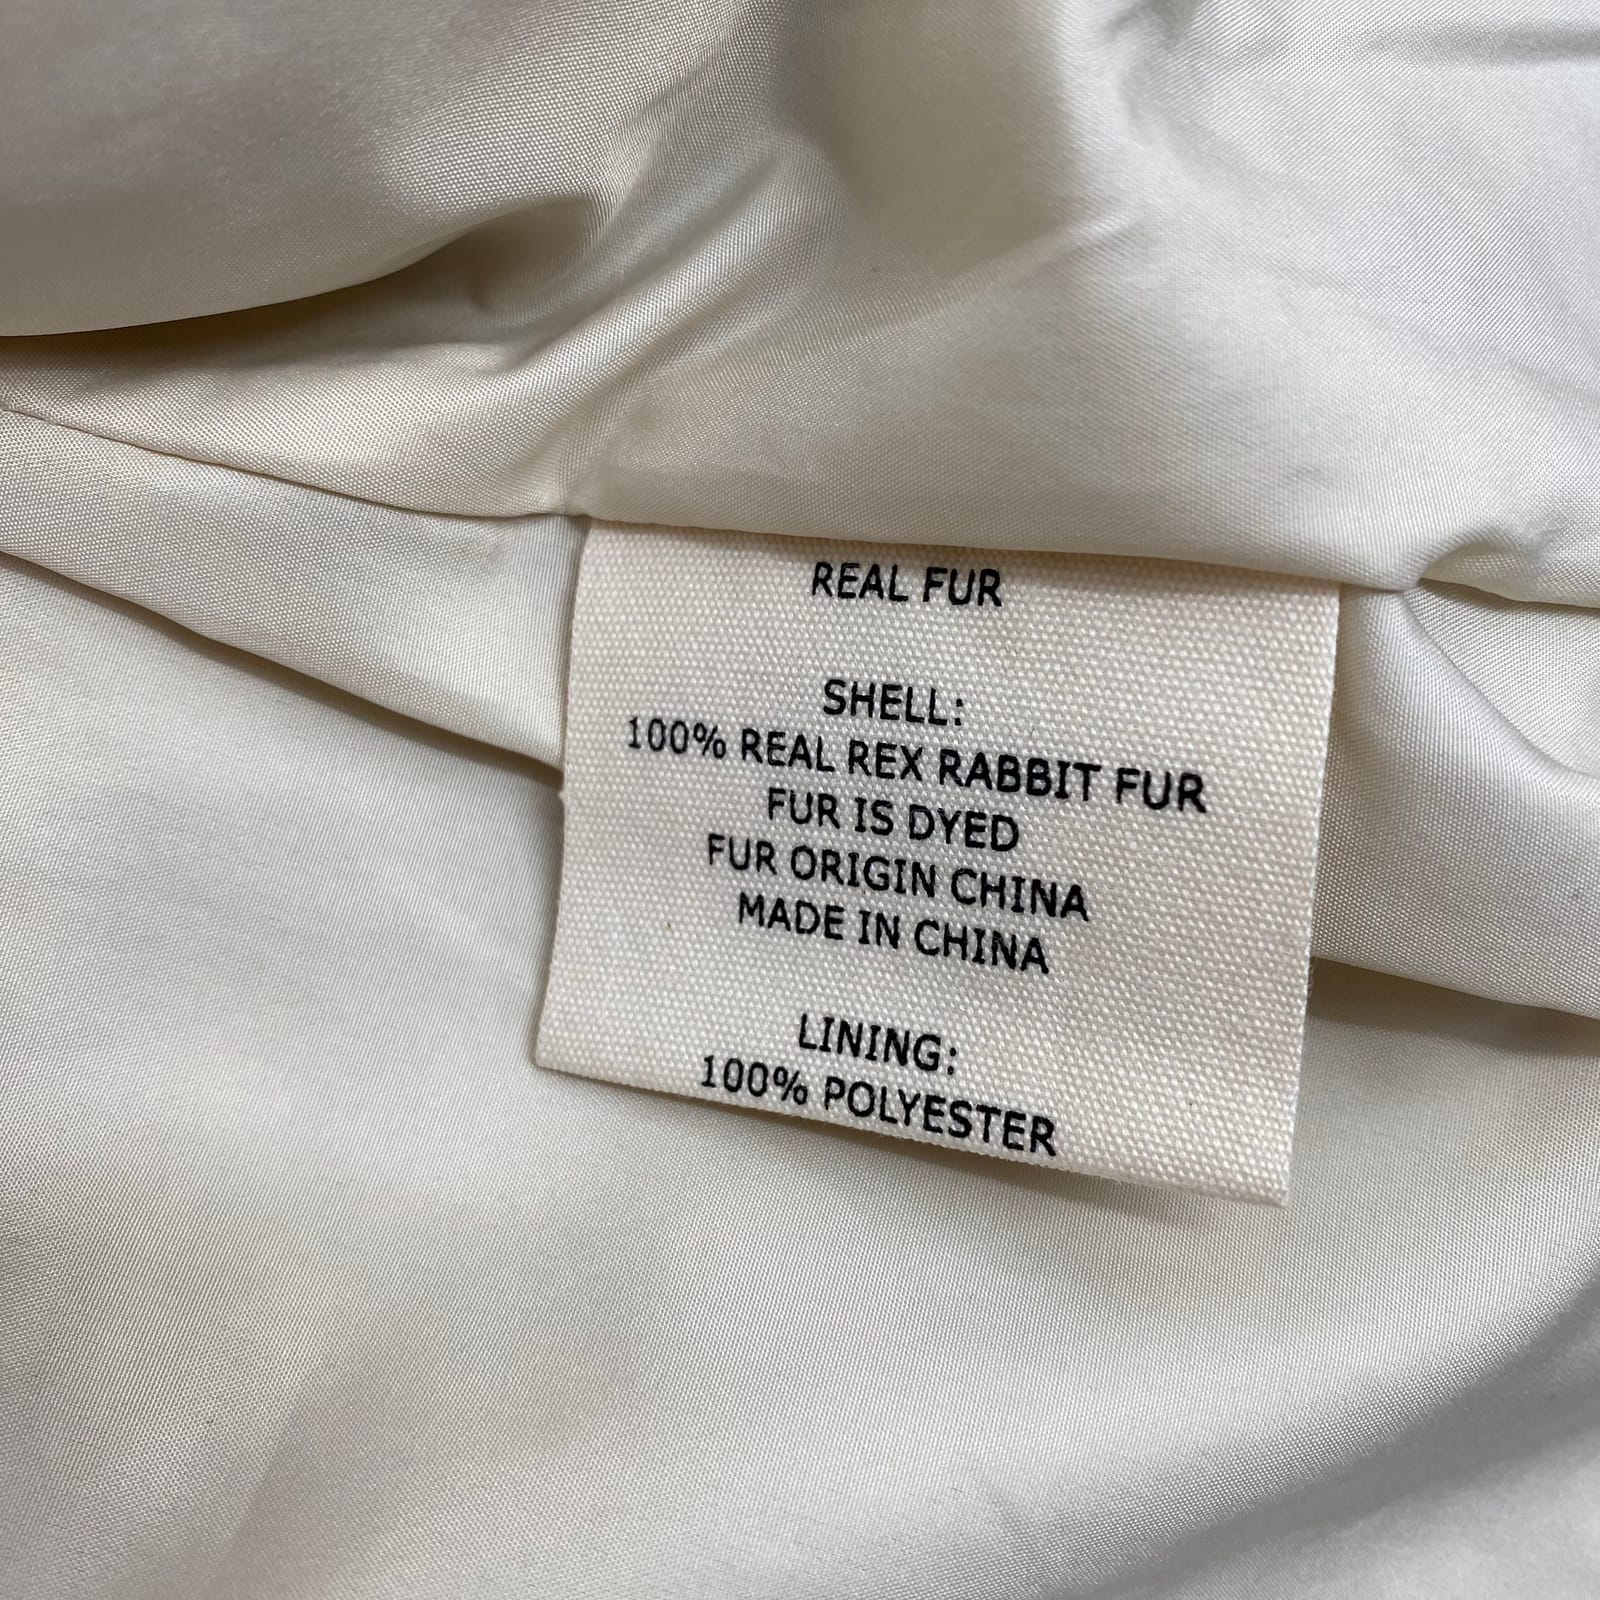 REAL FUR
SHELL:
100% REAL REX RABBIT FUR
FUR IS DYED
FUR ORIGIN CHINA
MADE IN CHINA
LINING:
100% POLYESTER